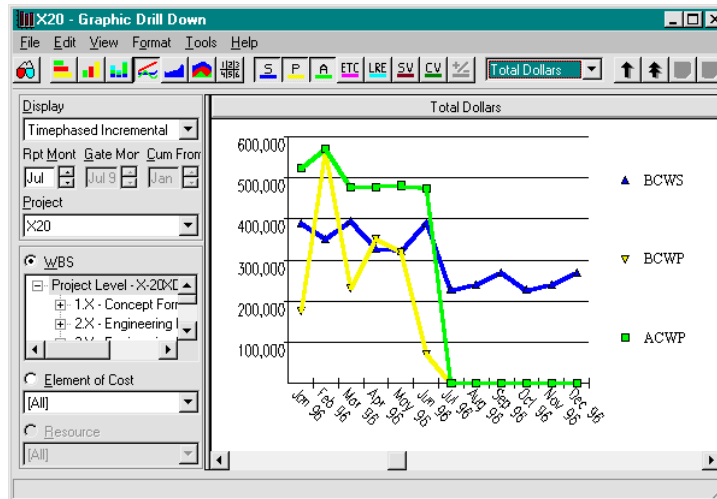 X20 - Graphic Drill Down
File Edit View Format Tools Help
S P A ETC LRE SV CV +/- Total Dollars
Display
Timephased Incremental
Rpt Mont Gate Mor Cum From
Jul Jul 9 Jan
Project
X20
WBS
Project Level - X-20XD
1.X - Concept Form
2.X - Engineering I
Element of Cost
[All]
Resource
[All]
Total Dollars
600,000
500,000
400,000
300,000
200,000
100,000
Jan 96 Feb 96 Mar 96 Apr 96 May 96 Jun 96 Jul 96 Aug 96 Sep 96 Oct 96 Nov 96 Dec 96
BCWS
BCWP
ACWP